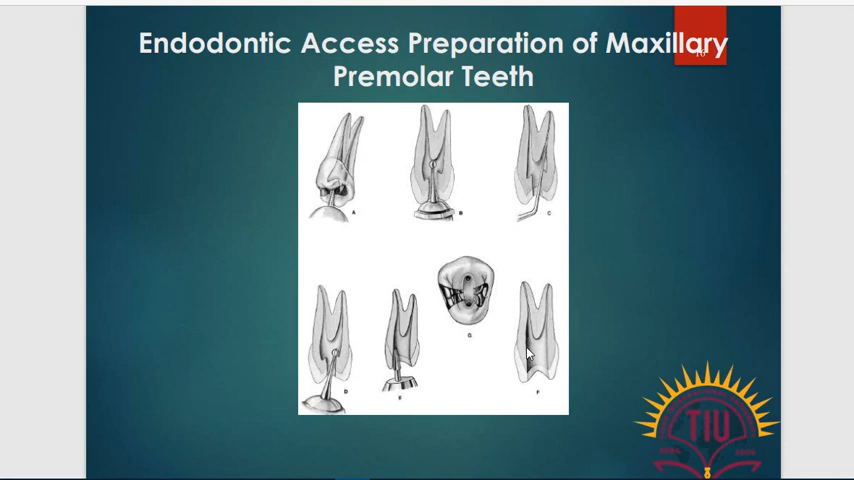 Endodontic Access Preparation of Maxillary
Premolar Teeth
A
B
C
G
D
E
F
TIU